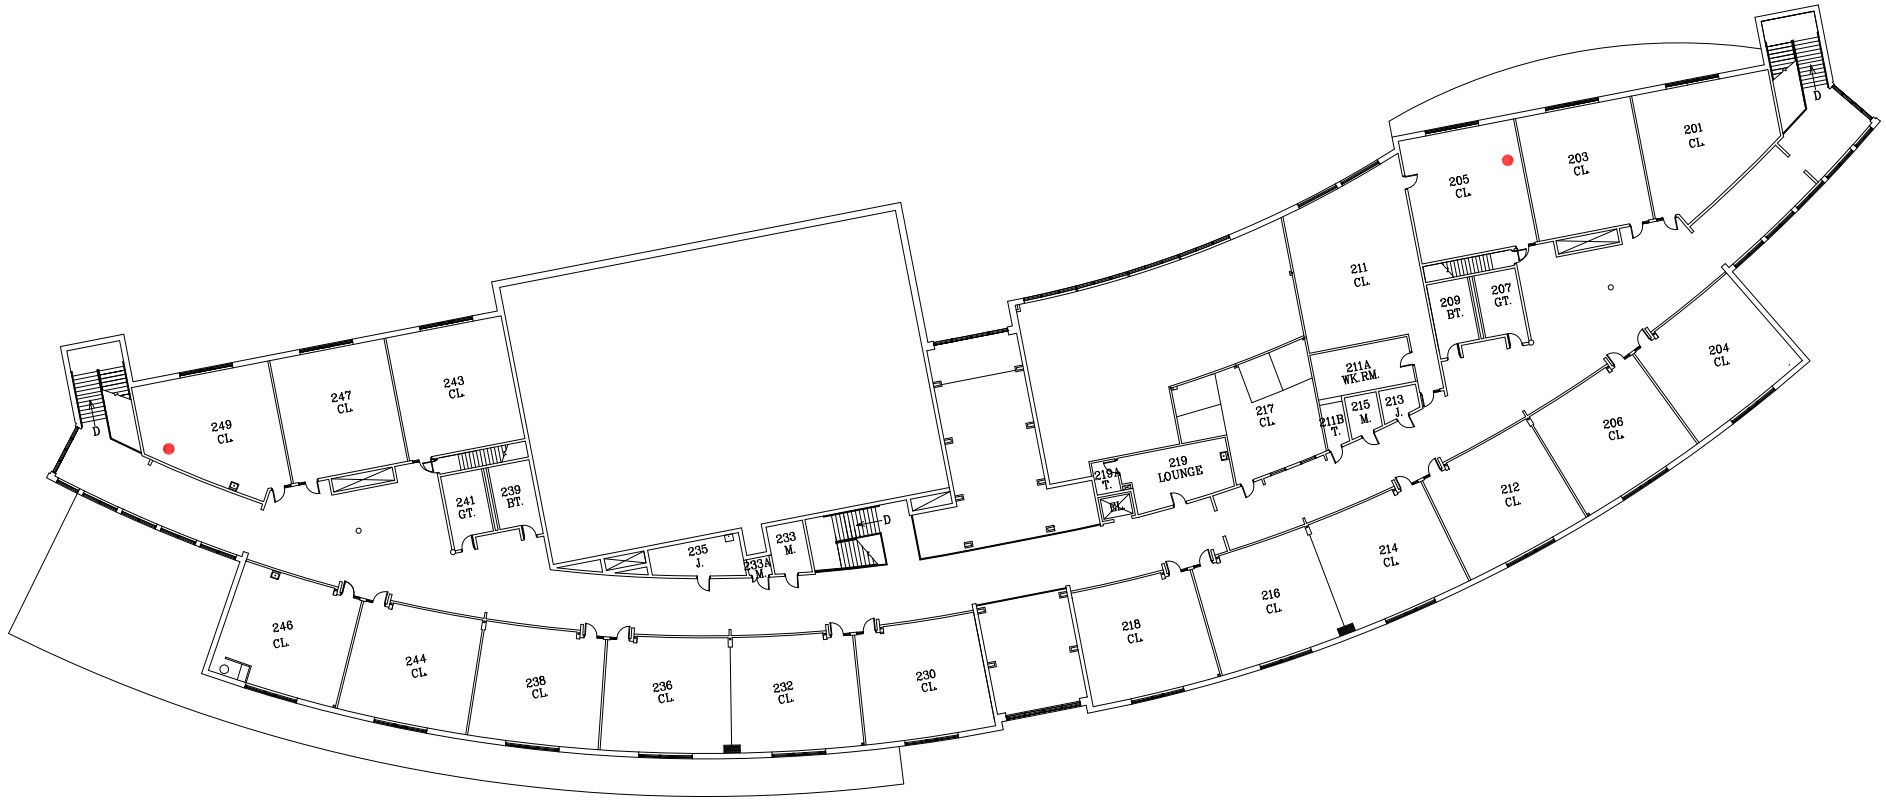 D
201
CL.
203
CL.
205
CL.
207
GT.
209
BT.
211
CL.
211A
WK. RM.
211B
T.
215
M.
213
J.
217
CL.
219
LOUNGE
219A
T.
EL.
204
CL.
206
CL.
212
CL.
214
CL.
216
CL.
218
CL.
249
CL.
247
CL.
243
CL.
D
241
GT.
239
BT.
235
J.
233A
M.
233
M.
D
246
CL.
244
CL.
238
CL.
236
CL.
232
CL.
230
CL.